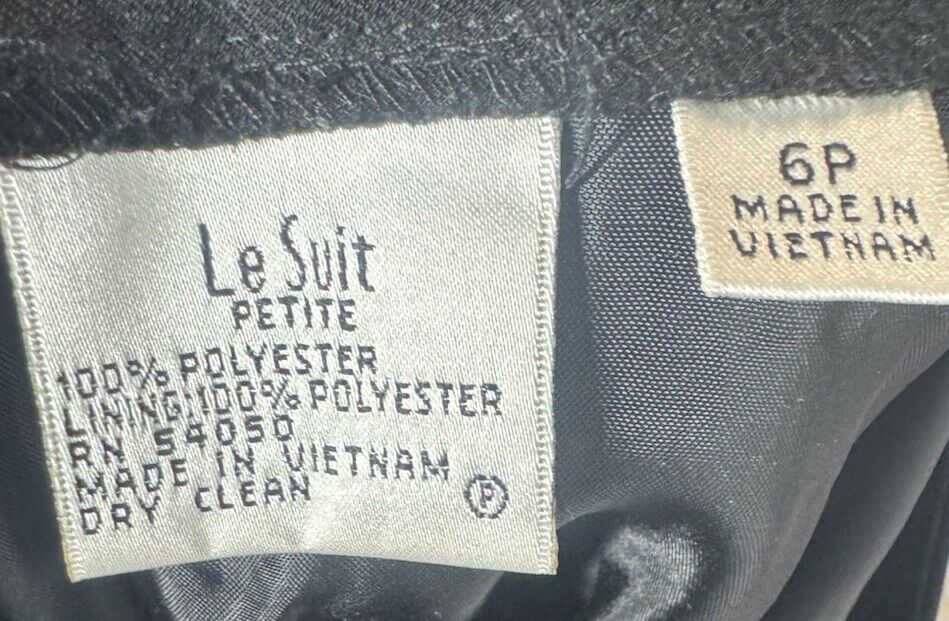 Le Suit
PETITE
100% POLYESTER
LINING:100% POLYESTER
RN 54050
MADE IN VIETNAM
DRY CLEAN
P
6P
MADE IN
VIETNAM